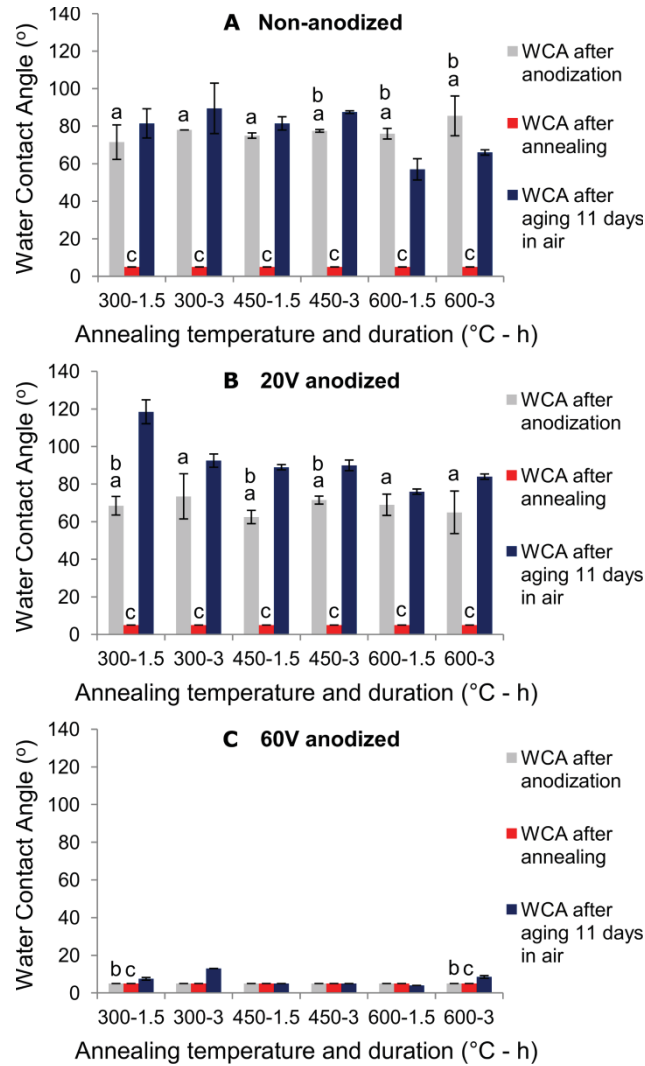 A Non-anodized
140
120
100
80
60
40
20
0
Water Contact Angle (º)
a a a b a b a b a
c c c c c c
300-1.5 300-3 450-1.5 450-3 600-1.5 600-3
Annealing temperature and duration (°C - h)
WCA after
anodization
WCA after
annealing
WCA after
aging 11 days
in air
B 20V anodized
140
120
100
80
60
40
20
0
Water Contact Angle (º)
b a a b a b a a a
c c c c c c
300-1.5 300-3 450-1.5 450-3 600-1.5 600-3
Annealing temperature and duration (°C - h)
WCA after
anodization
WCA after
annealing
WCA after
aging 11 days
in air
C 60V anodized
140
120
100
80
60
40
20
0
Water Contact Angle (º)
b c b c
300-1.5 300-3 450-1.5 450-3 600-1.5 600-3
Annealing temperature and duration (°C - h)
WCA after
anodization
WCA after
annealing
WCA after
aging 11 days
in air